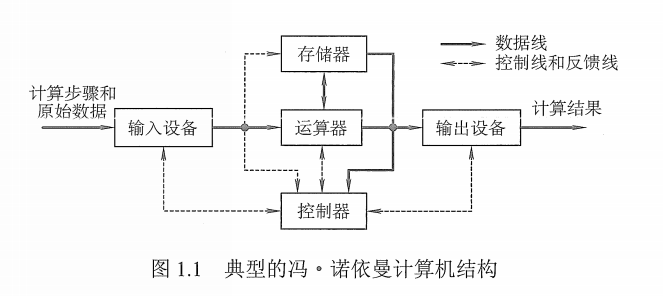 存储器
数据线
控制线和反馈线
计算步骤和
原始数据
输入设备
运算器
输出设备
计算结果
控制器
图 1.1 典型的冯·诺依曼计算机结构